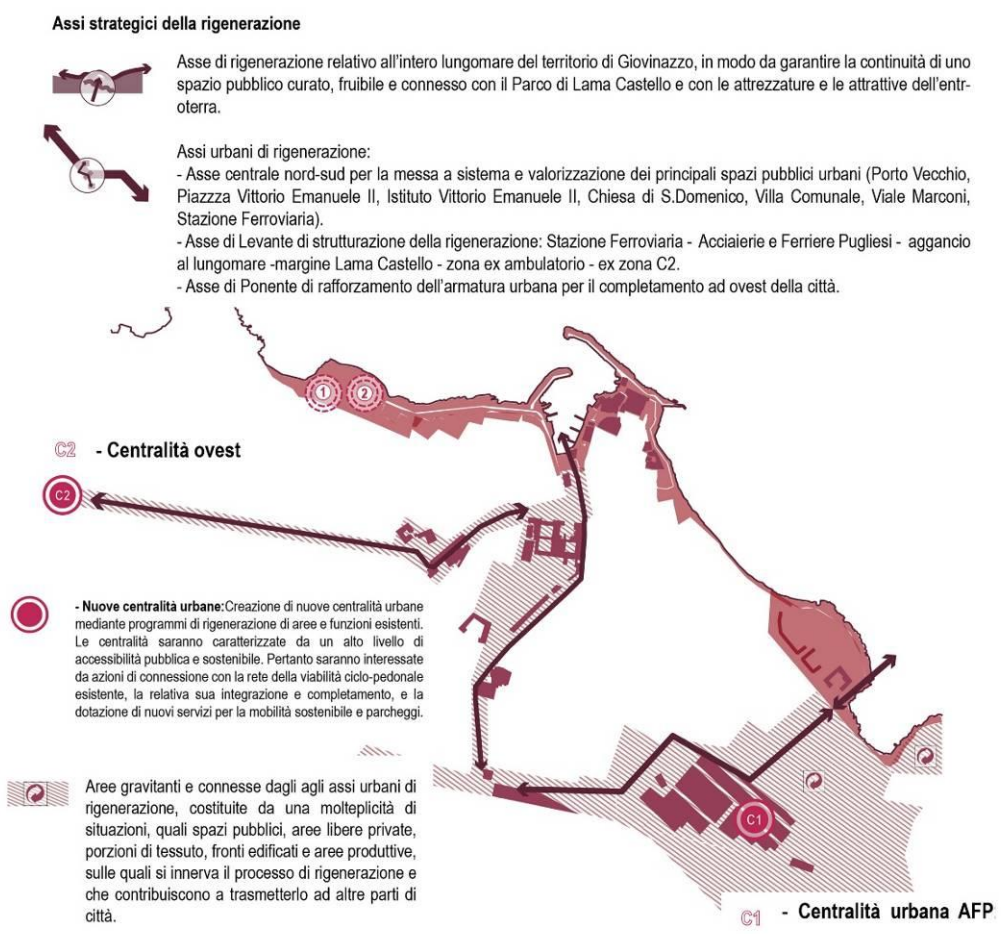 Assi strategici della rigenerazione
Asse di rigenerazione relativo all'intero lungomare del territorio di Giovinazzo, in modo da garantire la continuità di uno
spazio pubblico curato, fruibile e connesso con il Parco di Lama Castello e con le attrezzature e le attrattive dell'entr-
oterra.
Assi urbani di rigenerazione:
- Asse centrale nord-sud per la messa a sistema e valorizzazione dei principali spazi pubblici urbani (Porto Vecchio,
Piazzza Vittorio Emanuele II, Istituto Vittorio Emanuele II, Chiesa di S.Domenico, Villa Comunale, Viale Marconi,
Stazione Ferroviaria).
- Asse di Levante di strutturazione della rigenerazione: Stazione Ferroviaria - Acciaierie e Ferriere Pugliesi - aggancio
al lungomare -margine Lama Castello - zona ex ambulatorio - ex zona C2.
- Asse di Ponente di rafforzamento dell'armatura urbana per il completamento ad ovest della città.
1
2
C2 - Centralità ovest
C2
- Nuove centralità urbane:Creazione di nuove centralità urbane
mediante programmi di rigenerazione di aree e funzioni esistenti.
Le centralità saranno caratterizzate da un alto livello di
accessibilità pubblica e sostenibile. Pertanto saranno interessate
da azioni di connessione con la rete della viabilità ciclo-pedonale
esistente, la relativa sua integrazione e completamento, e la
dotazione di nuovi servizi per la mobilità sostenibile e parcheggi.
Aree gravitanti e connesse dagli agli assi urbani di
rigenerazione, costituite da una molteplicità di
situazioni, quali spazi pubblici, aree libere private,
porzioni di tessuto, fronti edificati e aree produttive,
sulle quali si innerva il processo di rigenerazione e
che contribuiscono a trasmetterlo ad altre parti di
città.
C1
C1 - Centralità urbana AFP